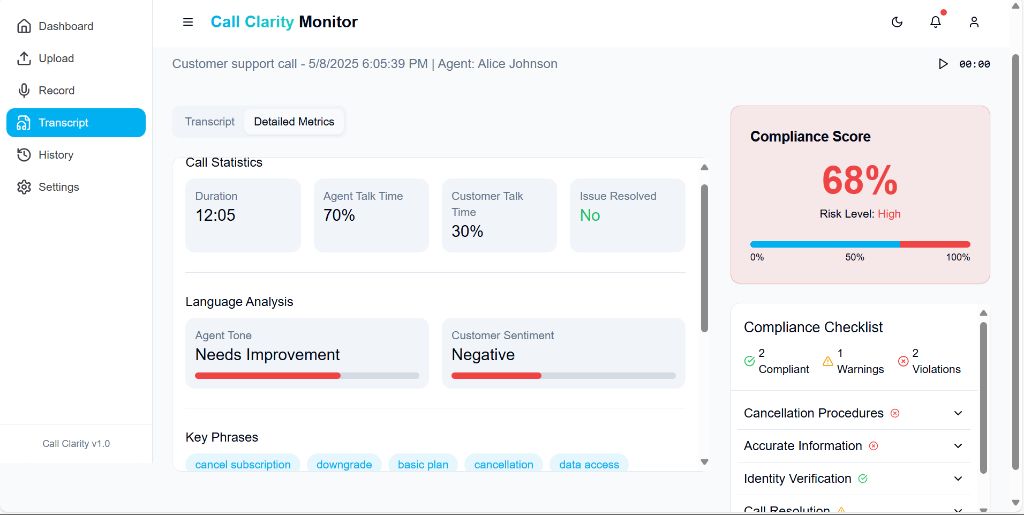 Dashboard
Upload
Record
Transcript
History
Settings
Call Clarity v1.0
Call Clarity Monitor
Customer support call - 5/8/2025 6:05:39 PM | Agent: Alice Johnson
00:00
Transcript
Detailed Metrics
Call Statistics
Duration
12:05
Agent Talk Time
70%
Customer Talk
Time
30%
Issue Resolved
No
Language Analysis
Agent Tone
Needs Improvement
Customer Sentiment
Negative
Key Phrases
cancel subscription
downgrade
basic plan
cancellation
data access
Compliance Score
68%
Risk Level: High
0%
50%
100%
Compliance Checklist
2
Compliant
1
Warnings
2
Violations
Cancellation Procedures
Accurate Information
Identity Verification
Call Resolution